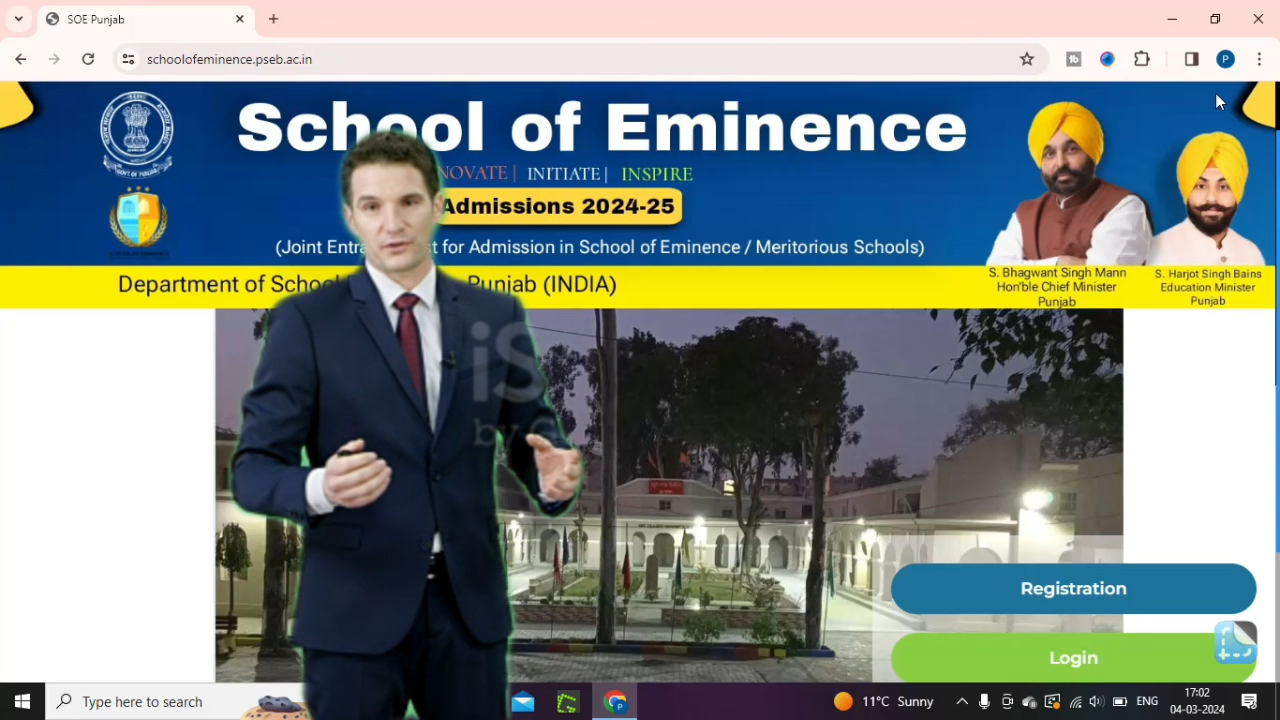 SOE Punjab
schoolofeminence.pseb.ac.in
School of Eminence
NOVATE | INITIATE | INSPIRE
Admissions 2024-25
(Joint Entra t for Admission in School of Eminence / Meritorious Schools)
Department of School Punjab (INDIA)
S. Bhagwant Singh Mann
Hon'ble Chief Minister
Punjab
S. Harjot Singh Bains
Education Minister
Punjab
iS
by G
Registration
Login
Type here to search
11°C Sunny
ENG
17:02
04-03-2024